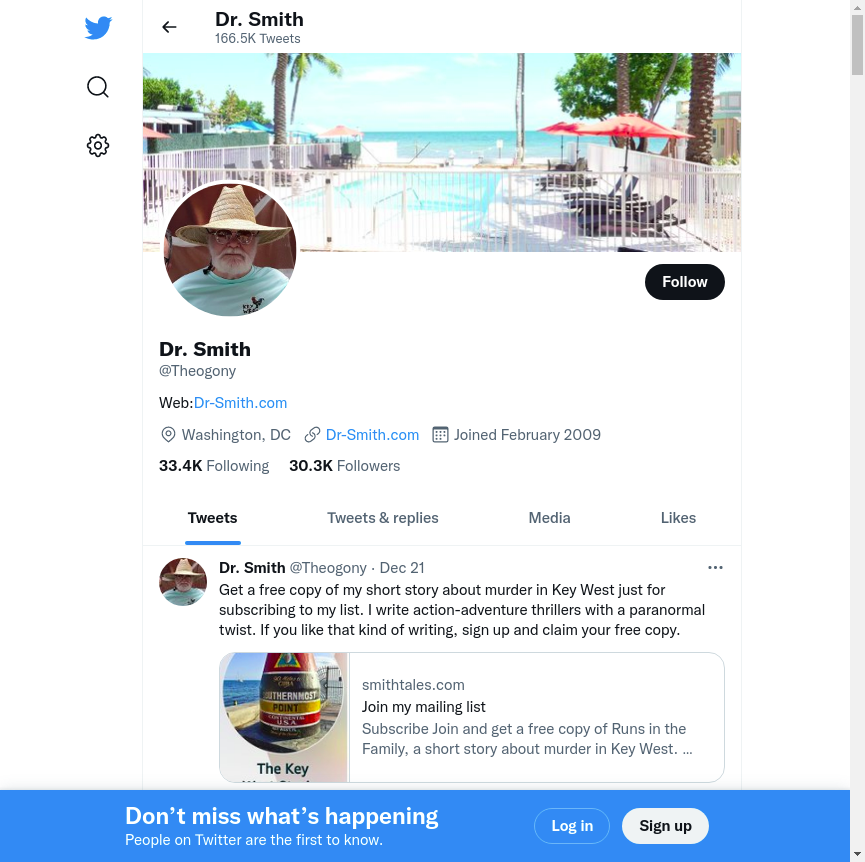 Dr. Smith
166.5K Tweets
KEY
Follow
Dr. Smith
@Theogony
Web:Dr-Smith.com
Washington, DC Dr-Smith.com Joined February 2009
33.4K Following 30.3K Followers
Tweets Tweets & replies Media Likes
Dr. Smith @Theogony · Dec 21
Get a free copy of my short story about murder in Key West just for
subscribing to my list. I write action-adventure thrillers with a paranormal
twist. If you like that kind of writing, sign up and claim your free copy.
SOUTHERNMOST
POINT
CONTINENTAL
U.S.A.
The Key
smithtales.com
Join my mailing list
Subscribe Join and get a free copy of Runs in the
Family, a short story about murder in Key West. ...
Don’t miss what’s happening
People on Twitter are the first to know.
Log in Sign up